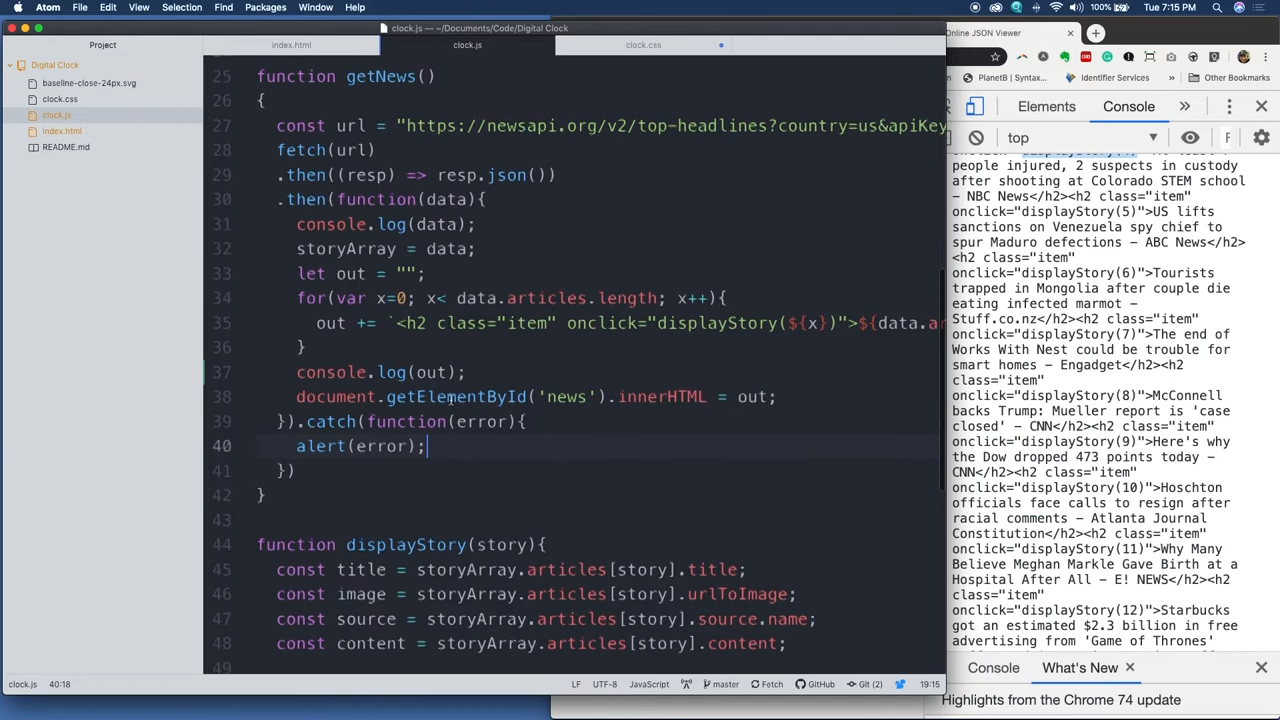 Atom File Edit View Selection Find Packages Window Help
100% Tue 7:15 PM
clock.js — ~/Documents/Code/Digital Clock
Online JSON Viewer
Project
index.html
clock.js
clock.css
Digital Clock
baseline-close-24px.svg
clock.css
clock.js
index.html
README.md
25 function getNews()
26 {
27 const url = "https://newsapi.org/v2/top-headlines?country=us&apiKey
28 fetch(url)
29 .then((resp) => resp.json())
30 .then(function(data){
31 console.log(data);
32 storyArray = data;
33 let out = "";
34 for(var x=0; x< data.articles.length; x++){
35 out += `<h2 class="item" onclick="displayStory(${x})">${data.ar
36 }
37 console.log(out);
38 document.getElementById('news').innerHTML = out;
39 }).catch(function(error){
40 alert(error);
41 })
42 }
43
44 function displayStory(story){
45 const title = storyArray.articles[story].title;
46 const image = storyArray.articles[story].urlToImage;
47 const source = storyArray.articles[story].source.name;
48 const content = storyArray.articles[story].content;
49
clock.js 40:18
LF UTF-8 JavaScript master Fetch GitHub Git (2) 19:15
PlanetB | Syntax...
Identifier Services
»
Other Bookmarks
Elements Console »
top
people injured, 2 suspects in custody
after shooting at Colorado STEM school
– NBC News</h2><h2 class="item"
onclick="displayStory(5)">US lifts
sanctions on Venezuela spy chief to
spur Maduro defections – ABC News</h2>
<h2 class="item"
onclick="displayStory(6)">Tourists
trapped in Mongolia after couple die
eating infected marmot –
Stuff.co.nz</h2><h2 class="item"
onclick="displayStory(7)">The end of
Works With Nest could be trouble for
smart homes – Engadget</h2><h2
class="item"
onclick="displayStory(8)">McConnell
backs Trump: Mueller report is 'case
closed' – CNN</h2><h2 class="item"
onclick="displayStory(9)">Here's why
the Dow dropped 473 points today –
CNN</h2><h2 class="item"
onclick="displayStory(10)">Hoschton
officials face calls to resign after
racial comments – Atlanta Journal
Constitution</h2><h2 class="item"
onclick="displayStory(11)">Why Many
Believe Meghan Markle Gave Birth at a
Hospital After All – E! NEWS</h2><h2
class="item"
onclick="displayStory(12)">Starbucks
got an estimated $2.3 billion in free
advertising from 'Game of Thrones'
Console What's New
Highlights from the Chrome 74 update